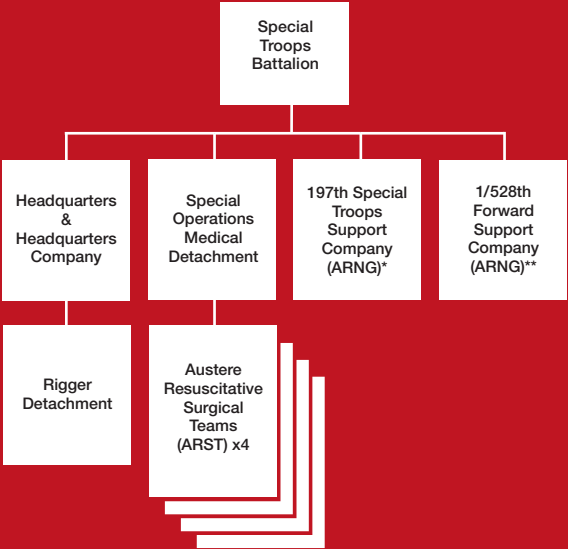 Special
Troops
Battalion
Headquarters
&
Headquarters
Company
Special
Operations
Medical
Detachment
197th Special
Troops
Support
Company
(ARNG)*
1/528th
Forward
Support
Company
(ARNG)**
Rigger
Detachment
Austere
Resuscitative
Surgical
Teams
(ARST) x4